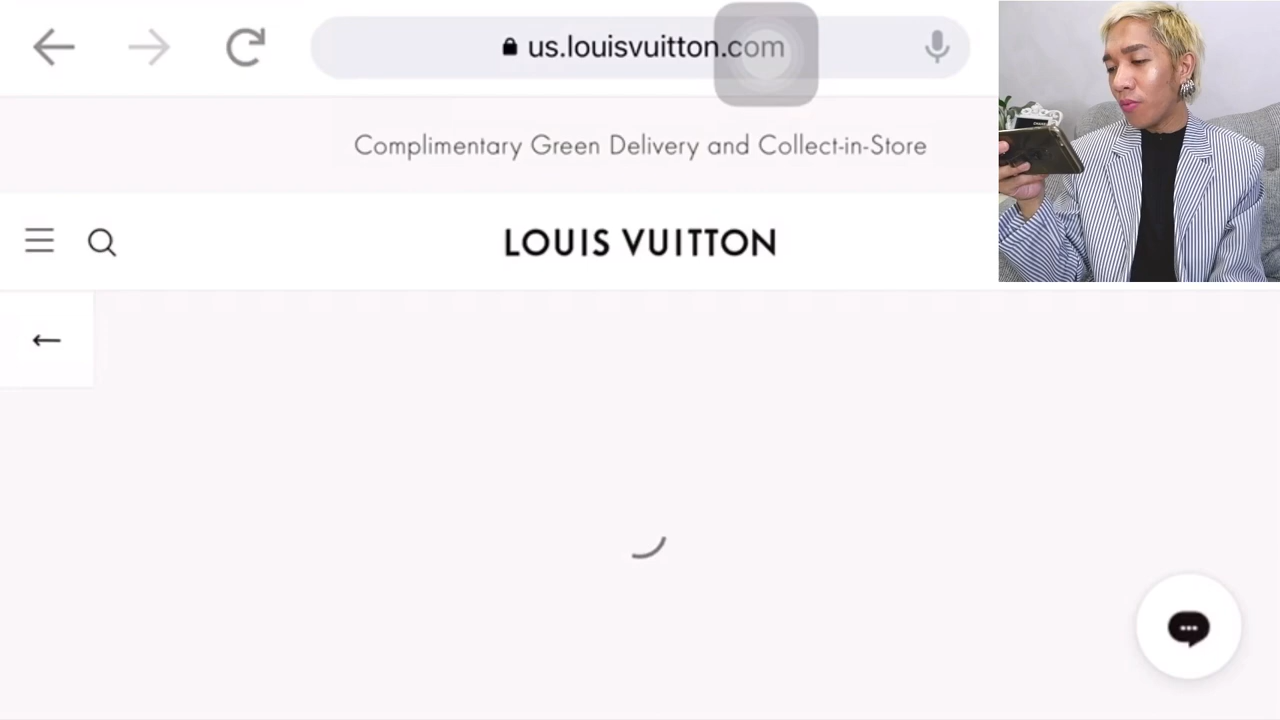 us.louisvuitton.com
Complimentary Green Delivery and Collect-in-Store
LOUIS VUITTON